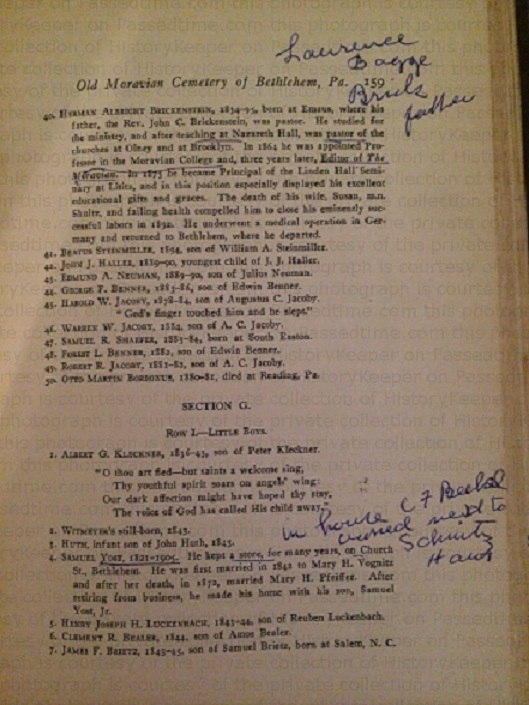 Laurence
Bagge
Brick
father
Old Moravian Cemetery of Bethlehem, Pa. 159
40. HERMAN ALBRECHT BRICKENSTEIN, 1834-95, born at Emaus, where his
father, the Rev. John C. Brickenstein, was pastor. He studied for
the ministry, and after teaching at Nazareth Hall, was pastor of the
churches at Olney and at Brooklyn. In 1864 he was appointed Pro-
fessor in the Moravian College and, three years later, Editor of The
Moravian. In 1873 he became Principal of the Linden Hall Semi-
nary at Lititz, and in this position especially displayed his excellent
educational gifts and graces. The death of his wife, Susan, m.n.
Shultz, and failing health compelled him to close his eminently suc-
cessful labors in 1892. He underwent a medical operation in Ger-
many and returned to Bethlehem, where he departed.
41. BEATUS STEINMILLER, 1894, son of William A. Steinmiller.
42. JOHN J. HALLER, 1889-90, youngest child of J. J. Haller.
43. EDMUND A. NEUMAN, 1889-90, son of Julius Neuman.
44. GEORGE F. BENNER, 1885-86, son of Edwin Benner.
45. HAROLD W. JACOBY, 1878-84, son of Augustus C. Jacoby.
"God's finger touched him and he slept."
46. WARREN W. JACOBY, 1884, son of A. C. Jacoby.
47. SAMUEL R. SHAFFER, 1883-84, born at South Easton.
48. FOREST L. BENNER, 1882, son of Edwin Benner.
49. ROBERT R. JACOBY, 1881-82, son of A. C. Jacoby.
50. OTTO MARTIN BORDONUS, 1880-81, died at Reading, Pa.
SECTION G.
Row I.—LITTLE BOYS.
1. ALBERT G. KLECKNER, 1836-43, son of Peter Kleckner.
"O thou art fled—but saints a welcome sing,
Thy youthful spirit soars on angels' wing;
Our dark affection might have hoped thy stay,
The voice of God has called His child away."
in house C F Beckel
owned next to
Schmitz
Haus
2. WITMEYER'S still-born, 1843.
3. HUTH, infant son of John Huth, 1843.
4. SAMUEL YOST, 1821-1904. He kept a store, for many years, on Church
St., Bethlehem. He was first married in 1842 to Mary H. Vognitz
and after her death, in 1872, married Mary H. Pfeiffer. After
retiring from business, he made his home with his son, Samuel
Yost, Jr.
5. HENRY JOSEPH H. LUCKENBACH, 1843-46, son of Reuben Luckenbach.
6. CLEMENT R. BEALER, 1844, son of Amos Bealer.
7. JAMES F. BRIETZ, 1843-45, son of Samuel Brietz, born at Salem, N. C.